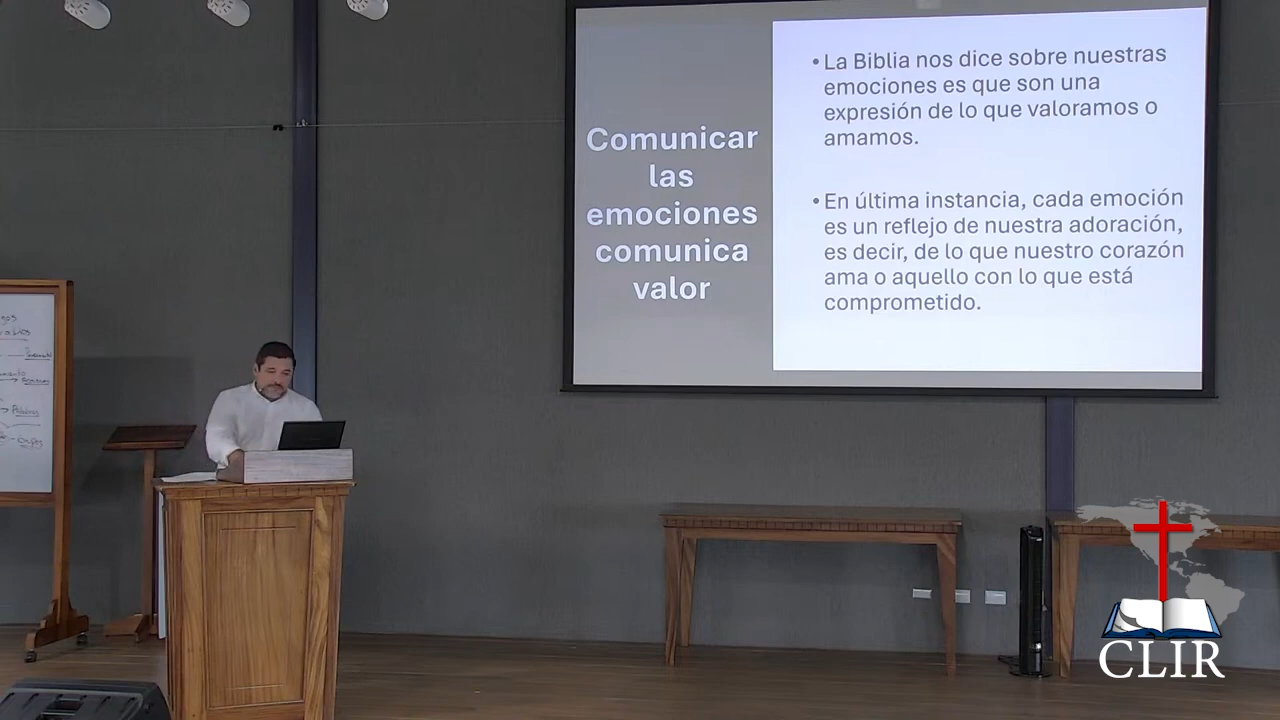 Comunicar
las
emociones
comunica
valor
• La Biblia nos dice sobre nuestras
emociones es que son una
expresión de lo que valoramos o
amamos.
• En última instancia, cada emoción
es un reflejo de nuestra adoración,
es decir, de lo que nuestro corazón
ama o aquello con lo que está
comprometido.
CLIR